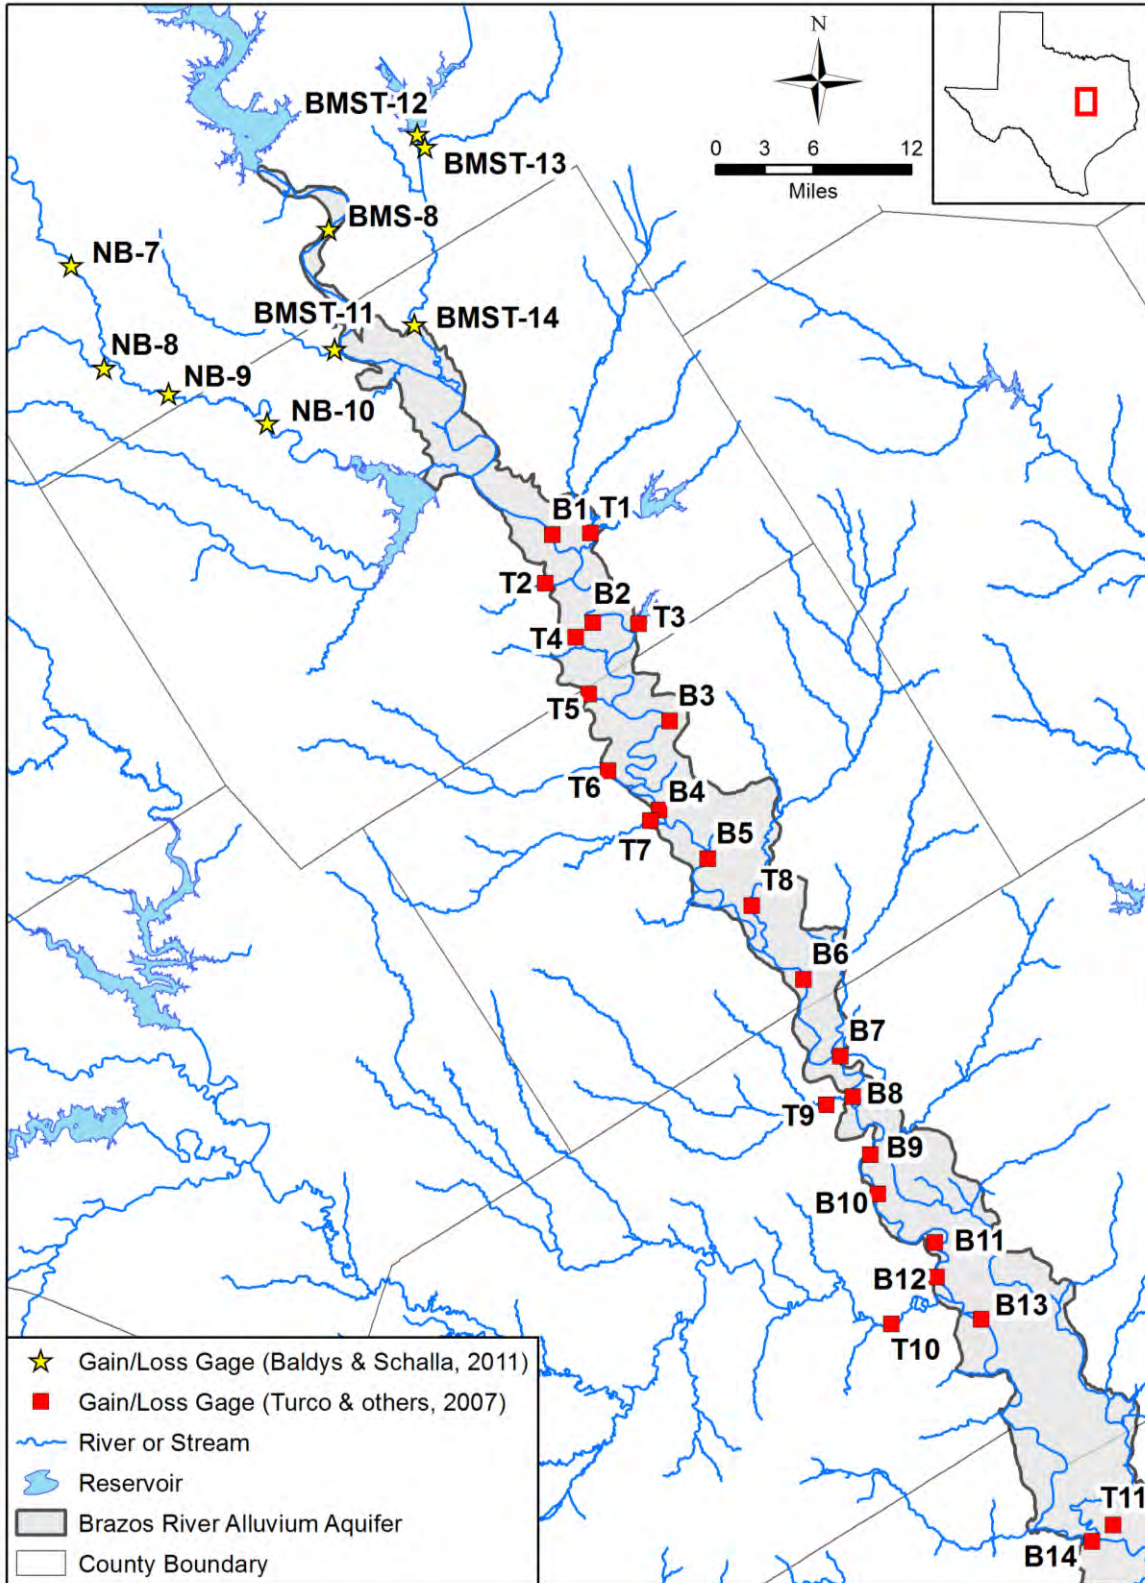 N
0 3 6 12
Miles
BMST-12
BMST-13
BMS-8
NB-7
BMST-11
BMST-14
NB-8
NB-9
NB-10
B1
T1
T2
B2
T3
T4
T5
B3
T6
B4
T7
B5
T8
B6
B7
B8
T9
B9
B10
B11
B12
B13
T10
T11
B14
Gain/Loss Gage (Baldys & Schalla, 2011)
Gain/Loss Gage (Turco & others, 2007)
River or Stream
Reservoir
Brazos River Alluvium Aquifer
County Boundary